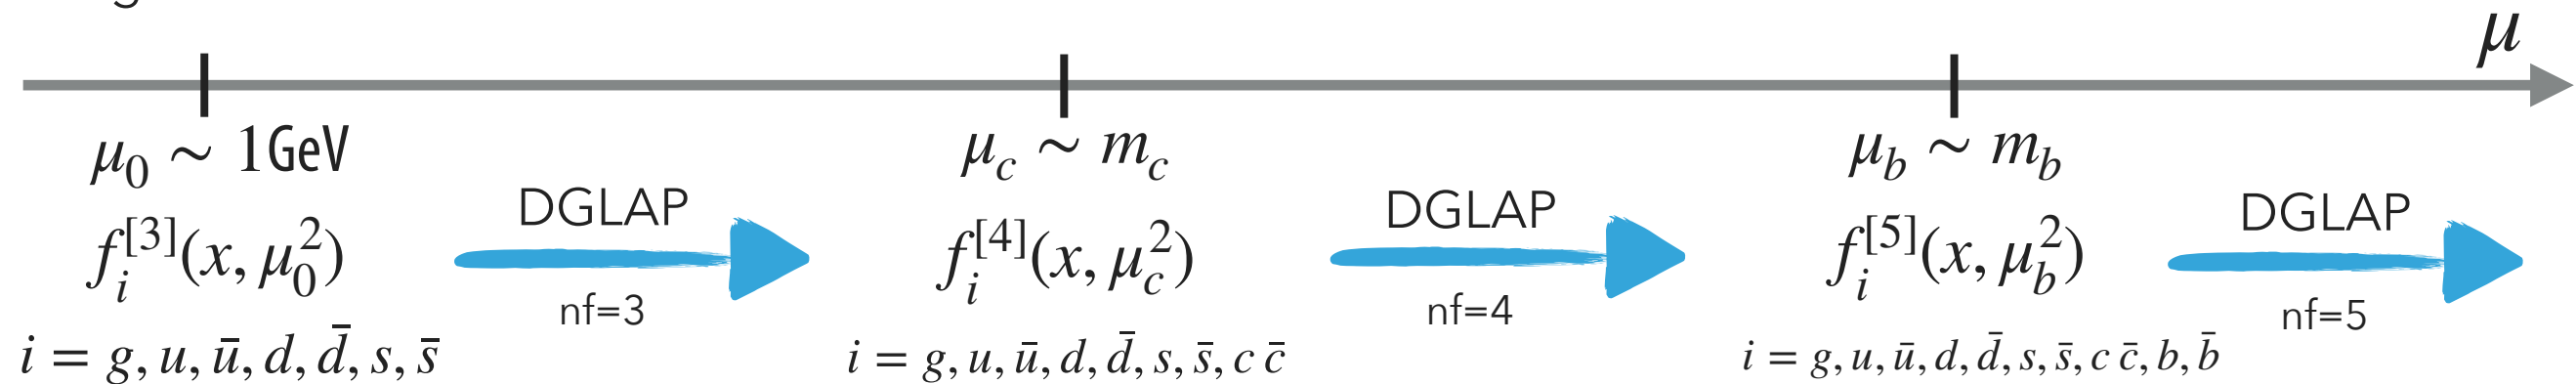 μ
μ₀ ∼ 1GeV
μ_c ∼ m_c
μ_b ∼ m_b
DGLAP
DGLAP
DGLAP
f_i^{[3]}(x, μ₀²)
f_i^{[4]}(x, μ_c²)
f_i^{[5]}(x, μ_b²)
nf=3
nf=4
nf=5
i = g, u, ū, d, d̄, s, s̄
i = g, u, ū, d, d̄, s, s̄, c c̄
i = g, u, ū, d, d̄, s, s̄, c c̄, b, b̄